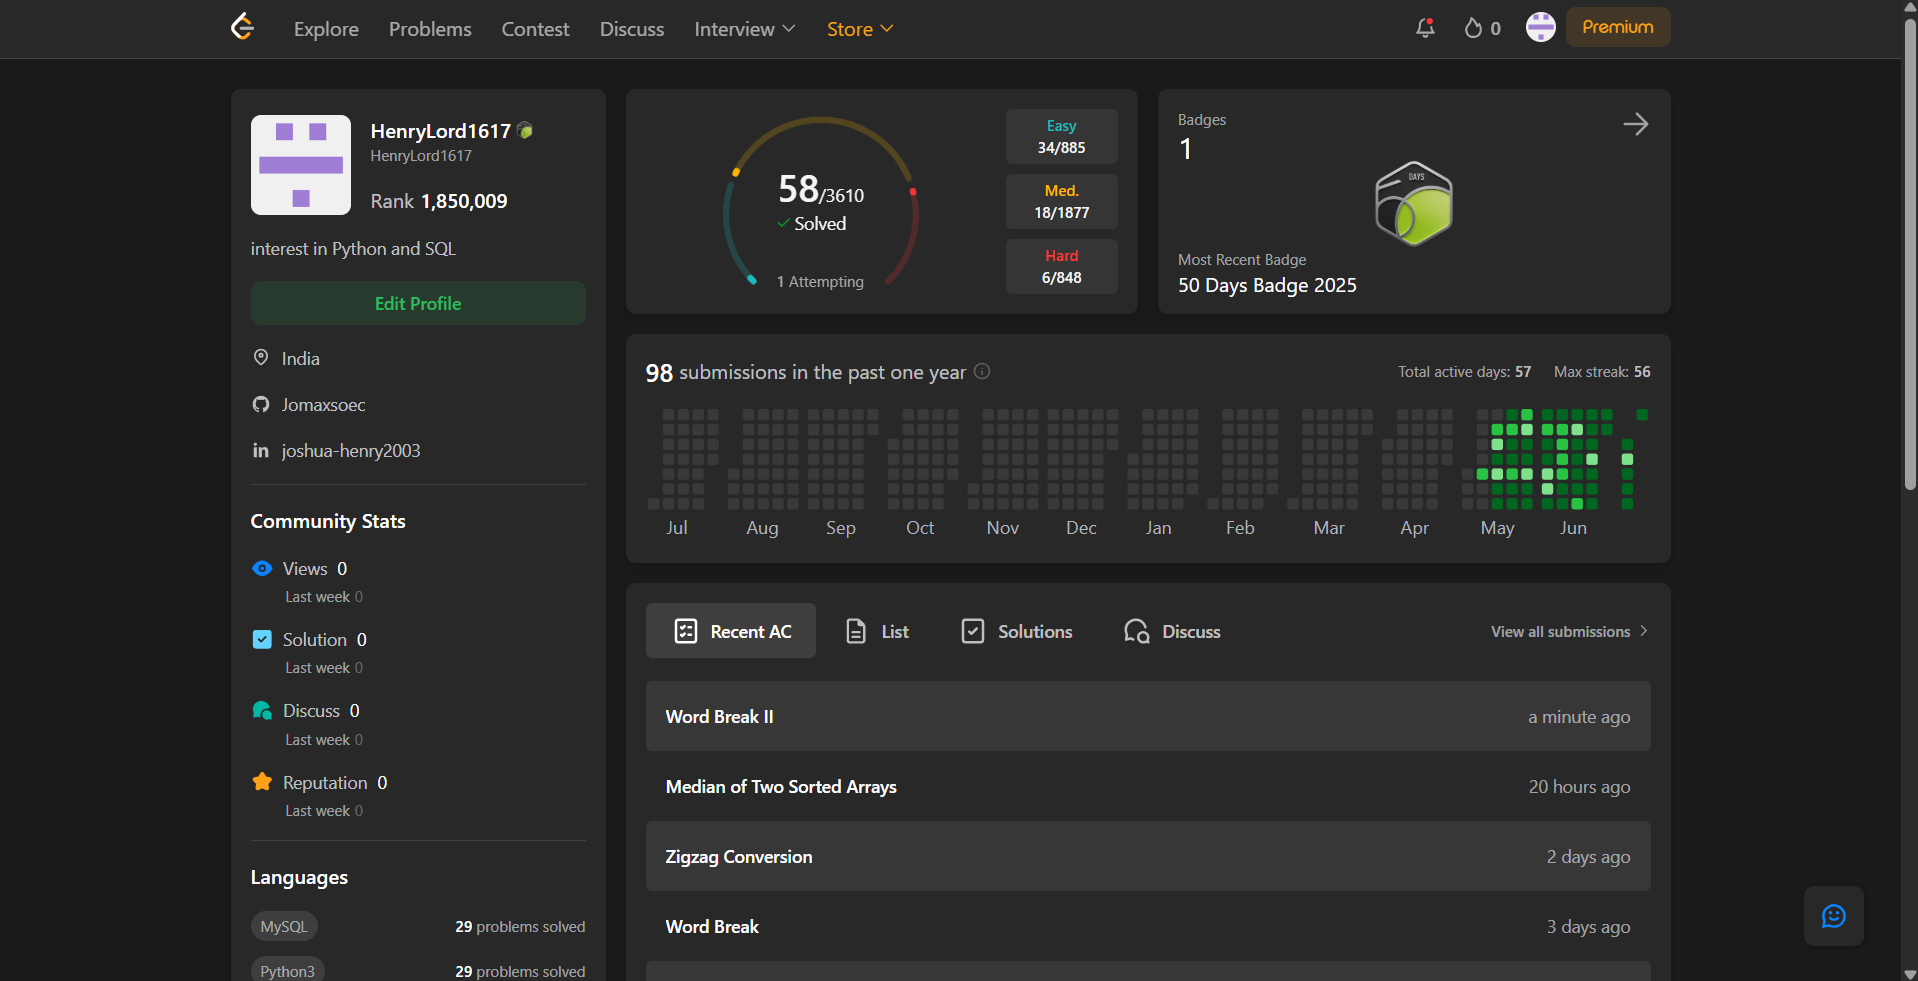 Explore Problems Contest Discuss Interview Store 0 Premium
HenryLord1617
HenryLord1617
Rank 1,850,009
interest in Python and SQL
Edit Profile
India
Jomaxsoec
joshua-henry2003
Community Stats
Views 0
Last week 0
Solution 0
Last week 0
Discuss 0
Last week 0
Reputation 0
Last week 0
Languages
MySQL 29 problems solved
Python3 29 problems solved
58/3610
Solved
1 Attempting
Easy
34/885
Med.
18/1877
Hard
6/848
Badges
1
DAYS
Most Recent Badge
50 Days Badge 2025
98 submissions in the past one year
Total active days: 57 Max streak: 56
Jul Aug Sep Oct Nov Dec Jan Feb Mar Apr May Jun
Recent AC List Solutions Discuss View all submissions
Word Break II a minute ago
Median of Two Sorted Arrays 20 hours ago
Zigzag Conversion 2 days ago
Word Break 3 days ago